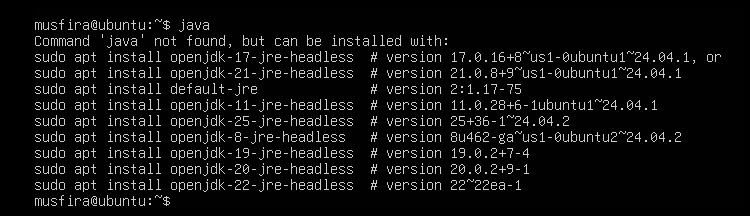 musfira@ubuntu:~$ java
Command 'java' not found, but can be installed with:
sudo apt install openjdk-17-jre-headless  # version 17.0.16+8~us1-0ubuntu1~24.04.1, or
sudo apt install openjdk-21-jre-headless  # version 21.0.8+9~us1-0ubuntu1~24.04.1
sudo apt install default-jre              # version 2:1.17-75
sudo apt install openjdk-11-jre-headless  # version 11.0.28+6-1ubuntu1~24.04.1
sudo apt install openjdk-25-jre-headless  # version 25+36-1~24.04.2
sudo apt install openjdk-8-jre-headless   # version 8u462-ga~us1-0ubuntu2~24.04.2
sudo apt install openjdk-19-jre-headless  # version 19.0.2+7-4
sudo apt install openjdk-20-jre-headless  # version 20.0.2+9-1
sudo apt install openjdk-22-jre-headless  # version 22~22ea-1
musfira@ubuntu:~$